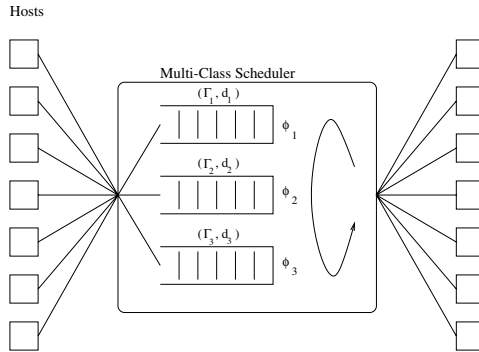 Hosts
Multi-Class Scheduler
(Γ₁, d₁)
ϕ₁
(Γ₂, d₂)
ϕ₂
(Γ₃, d₃)
ϕ₃